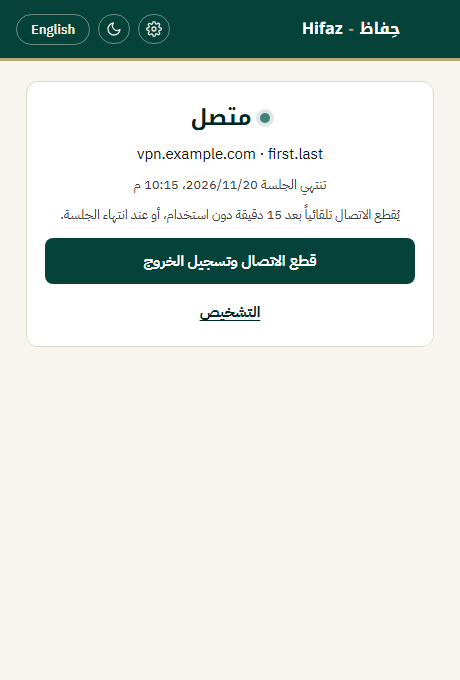 حِفاظ - Hifaz
English
متصل
vpn.example.com · first.last
تنتهي الجلسة 2026/11/20، 10:15 م
يُقطع الاتصال تلقائياً بعد 15 دقيقة دون استخدام، أو عند انتهاء الجلسة.
قطع الاتصال وتسجيل الخروج
التشخيص